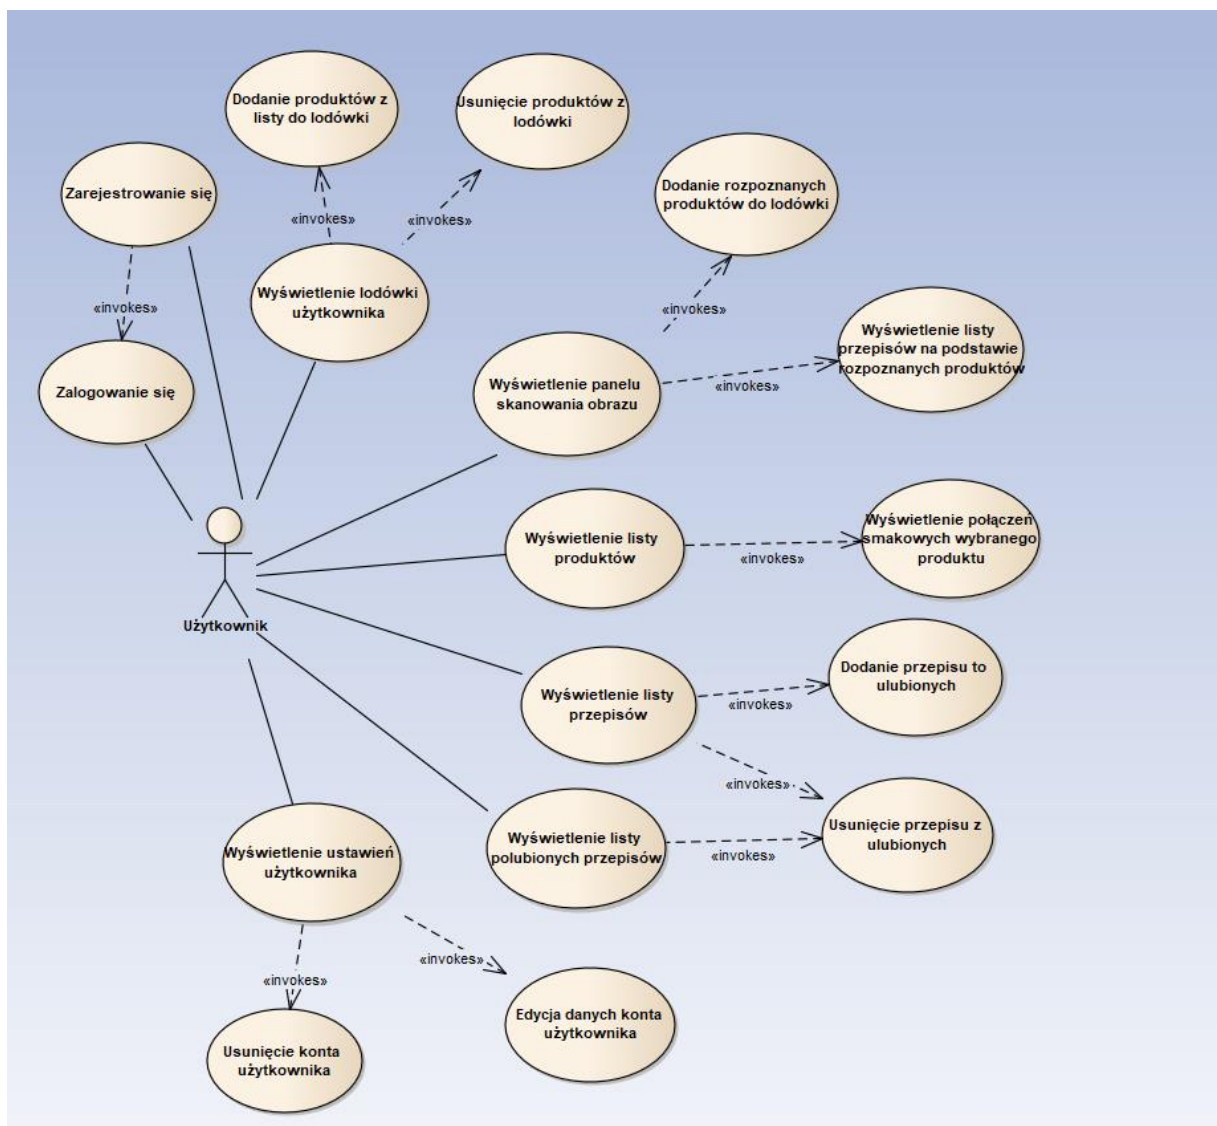 Dodanie produktów z
listy do lodówki
Usunięcie produktów z
lodówki
Zarejestrowanie się
Dodanie rozpoznanych
produktów do lodówki
«invokes»
«invokes»
Wyświetlenie lodówki
użytkownika
«invokes»
«invokes»
Wyświetlenie listy
przepisów na podstawie
rozpoznanych produktów
Zalogowanie się
Wyświetlenie panelu
skanowania obrazu
«invokes»
Wyświetlenie listy
produktów
«invokes»
Wyświetlenie połączeń
smakowych wybranego
produktu
Użytkownik
Wyświetlenie listy
przepisów
«invokes»
Dodanie przepisu to
ulubionych
«invokes»
Wyświetlenie ustawień
użytkownika
Wyświetlenie listy
polubionych przepisów
«invokes»
Usunięcie przepisu z
ulubionych
«invokes»
«invokes»
Usunięcie konta
użytkownika
Edycja danych konta
użytkownika